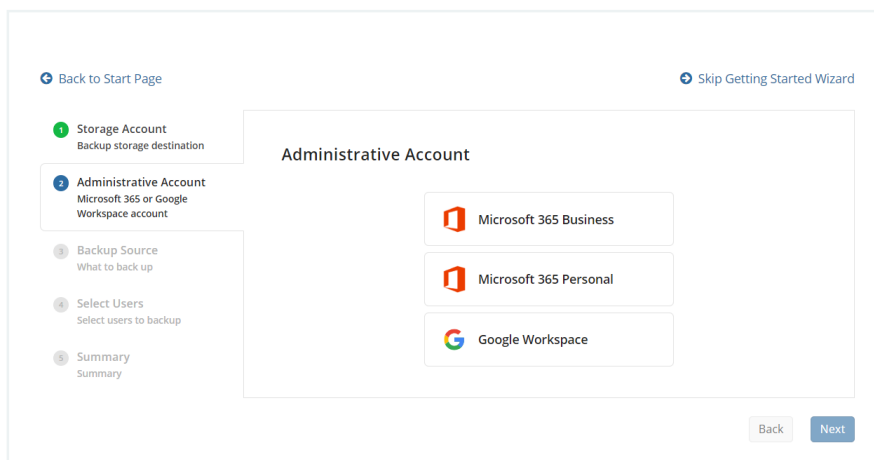 Back to Start Page
Skip Getting Started Wizard
1
Storage Account
Backup storage destination
2
Administrative Account
Microsoft 365 or Google
Workspace account
3
Backup Source
What to back up
4
Select Users
Select users to backup
5
Summary
Summary
Administrative Account
Microsoft 365 Business
Microsoft 365 Personal
Google Workspace
Back
Next